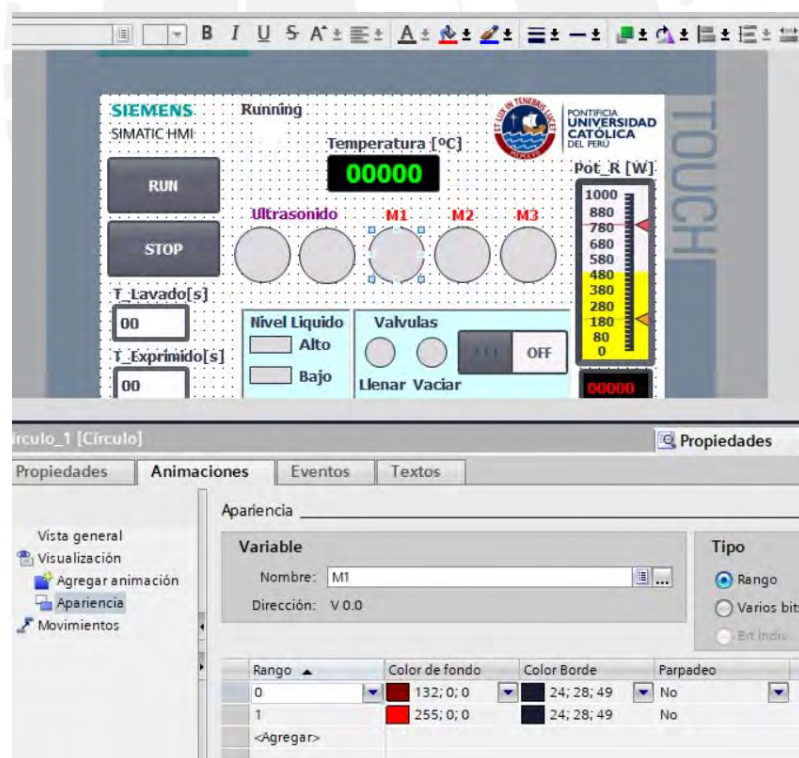 B I U S A
SIEMENS
SIMATIC HMI
Running
PONTIFICIA
UNIVERSIDAD
CATÓLICA
DEL PERÚ
TOUCH
Temperatura [ºC]
00000
Pot_R [W]
RUN
STOP
Ultrasonido M1 M2 M3
1000
880
780
680
580
480
380
280
180
80
0
T_Lavado[s]
00
T_Exprimido[s]
00
Nivel Liquido
Alto
Bajo
Valvulas
OFF
Llenar Vaciar
00000
írculo_1 [Círculo]
Propiedades
Propiedades Animaciones Eventos Textos
Vista general
Visualización
Agregar animación
Apariencia
Movimientos
Apariencia
Variable
Nombre: M1
Dirección: V 0.0
Tipo
Rango
Varios bits
Bit indiv...
Rango Color de fondo Color Borde Parpadeo
0 132; 0; 0 24; 28; 49 No
1 255; 0; 0 24; 28; 49 No
<Agregar>